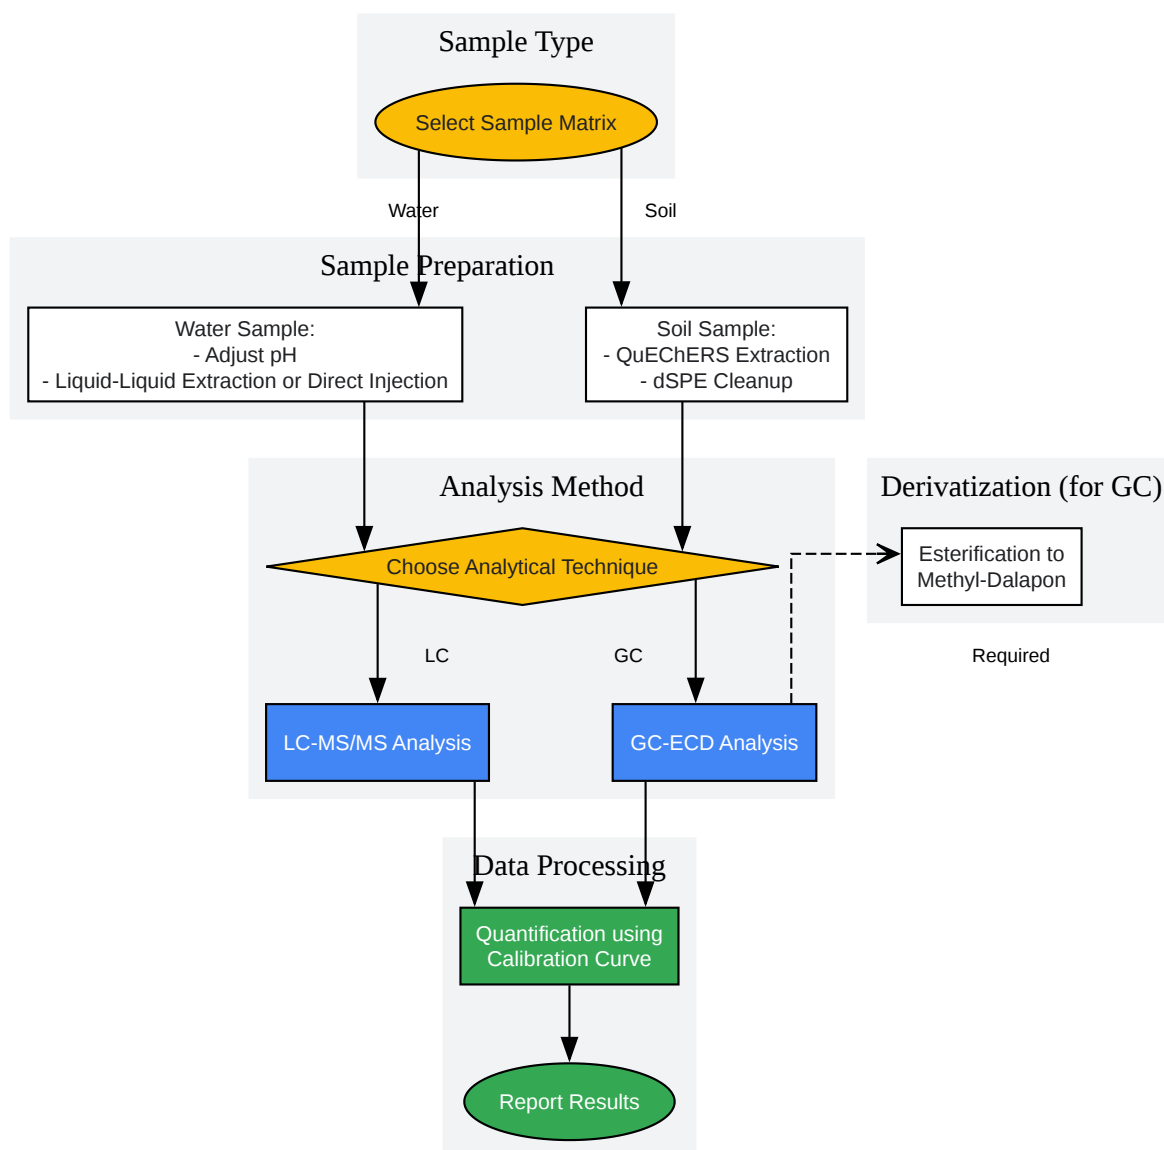 Sample Type
Select Sample Matrix
Water
Soil
Sample Preparation
Water Sample:
- Adjust pH
- Liquid-Liquid Extraction or Direct Injection
Soil Sample:
- QuEChERS Extraction
- dSPE Cleanup
Analysis Method
Derivatization (for GC)
Choose Analytical Technique
Esterification to
Methyl-Dalapon
LC
GC
Required
LC-MS/MS Analysis
GC-ECD Analysis
Data Processing
Quantification using
Calibration Curve
Report Results